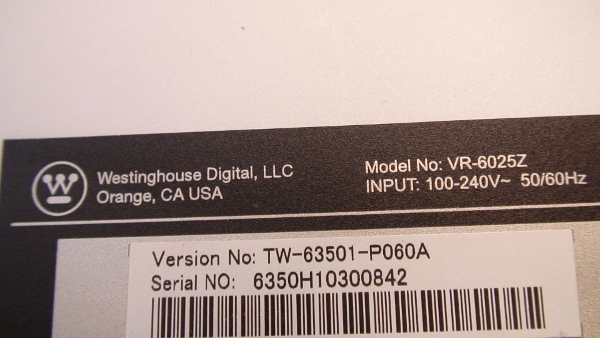 Westinghouse Digital, LLC
Orange, CA USA
Model No: VR-6025Z
INPUT: 100-240V~ 50/60Hz
Version No: TW-63501-P060A
Serial NO: 6350H10300842